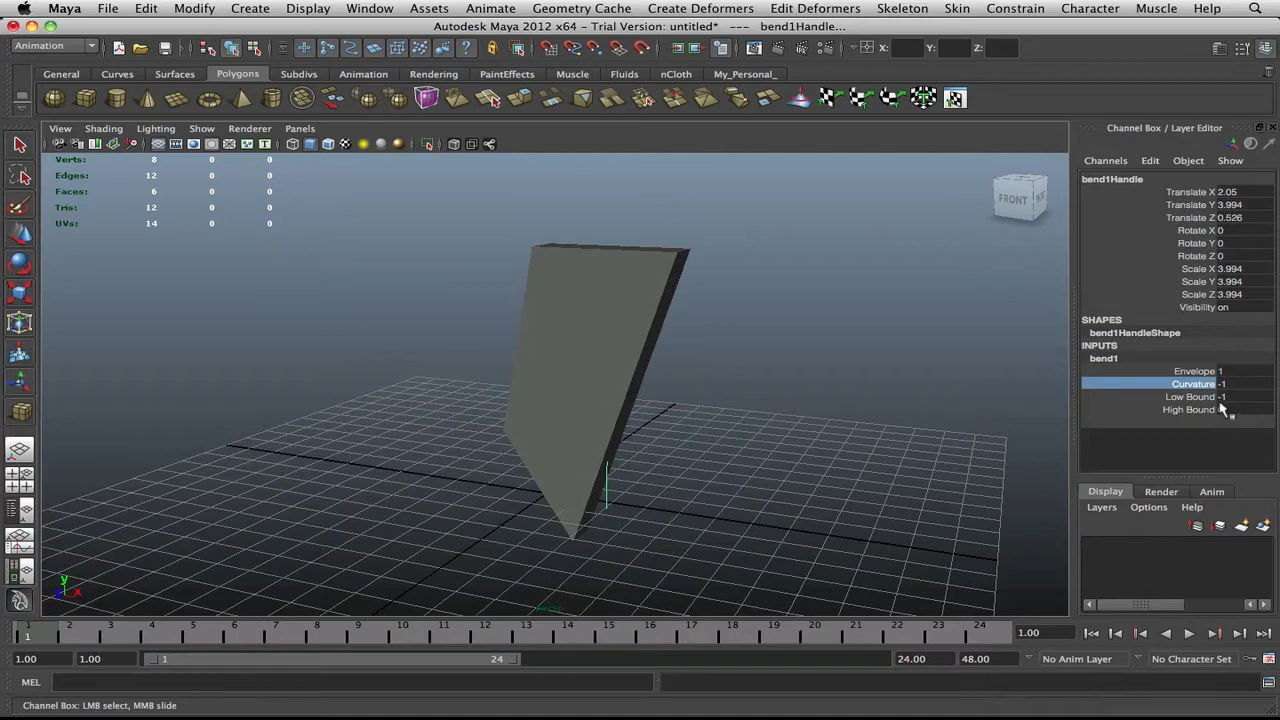 Maya File Edit Modify Create Display Window Assets Animate Geometry Cache Create Deformers Edit Deformers Skeleton Skin Constrain Character Muscle Help
Autodesk Maya 2012 x64 - Trial Version: untitled* --- bend1Handle...
Animation X: Y: Z:
General Curves Surfaces Polygons Subdivs Animation Rendering PaintEffects Muscle Fluids nCloth My_Personal_
View Shading Lighting Show Renderer Panels
Channel Box / Layer Editor
Channels Edit Object Show
Verts: 8 0 0
Edges: 12 0 0
Faces: 6 0 0
Tris: 12 0 0
UVs: 14 0 0
FRONT
bend1Handle
Translate X 2.05
Translate Y 3.994
Translate Z 0.526
Rotate X 0
Rotate Y 0
Rotate Z 0
Scale X 3.994
Scale Y 3.994
Scale Z 3.994
Visibility on
SHAPES
bend1HandleShape
INPUTS
bend1
Envelope 1
Curvature -1
Low Bound -1
High Bound
Display Render Anim
Layers Options Help
y
x
persp
1 2 3 4 5 6 7 8 9 10 11 12 13 14 15 16 17 18 19 20 21 22 23 24
1 1.00
1.00 1.00 1 24 24.00 48.00 No Anim Layer No Character Set
MEL
Channel Box: LMB select, MMB slide